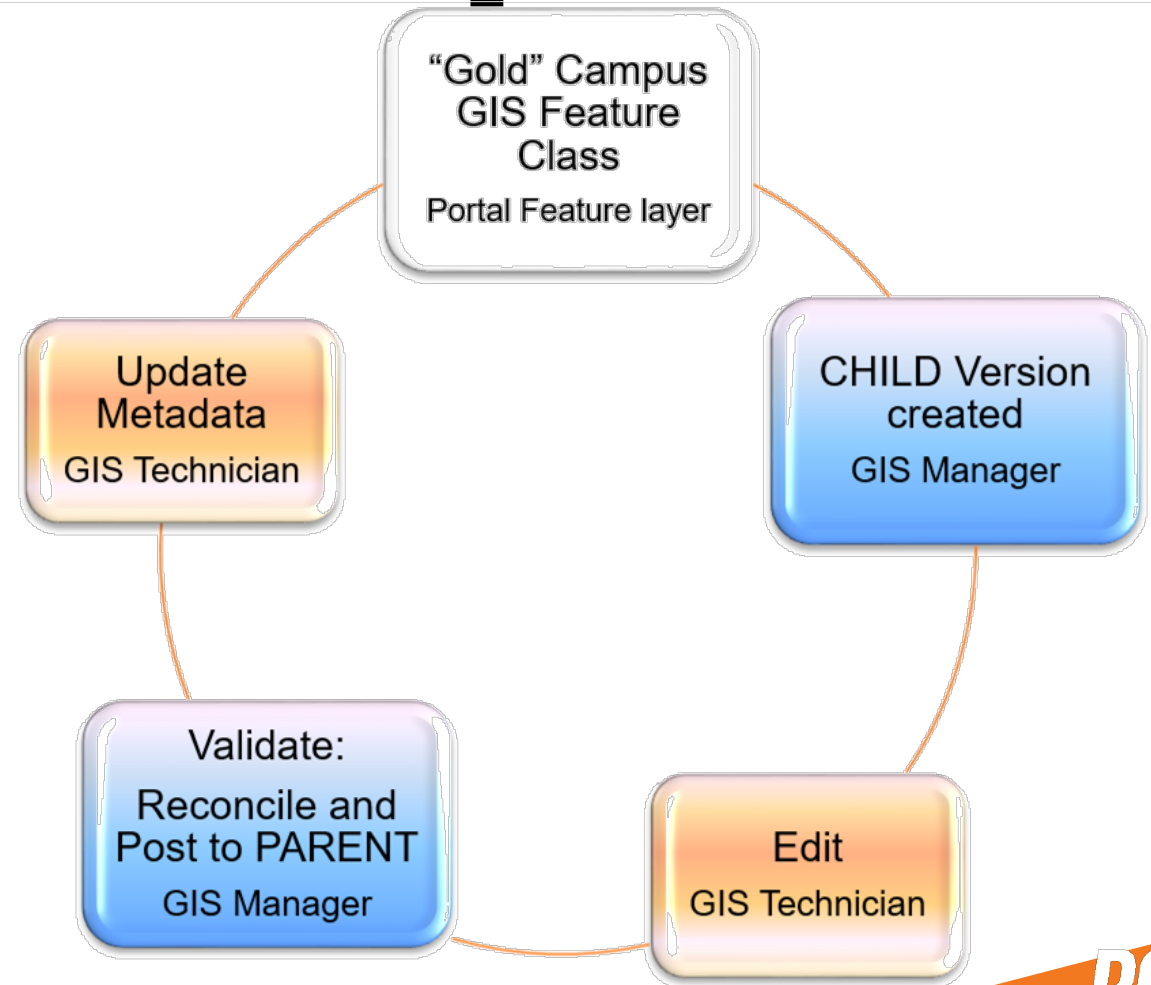 “Gold” Campus
GIS Feature
Class
Portal Feature layer
CHILD Version
created
GIS Manager
Edit
GIS Technician
Validate:
Reconcile and
Post to PARENT
GIS Manager
Update
Metadata
GIS Technician